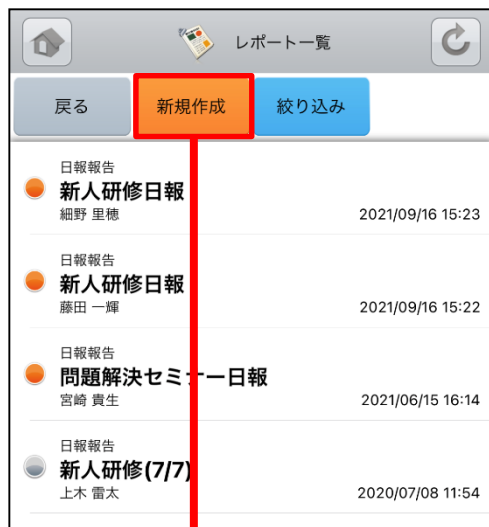 レポート一覧
戻る 新規作成 絞り込み
日報報告
新人研修日報
細野 里穂 2021/09/16 15:23
日報報告
新人研修日報
藤田 一輝 2021/09/16 15:22
日報報告
問題解決セミナー日報
宮崎 貴生 2021/06/15 16:14
日報報告
新人研修(7/7)
上木 雷太 2020/07/08 11:54